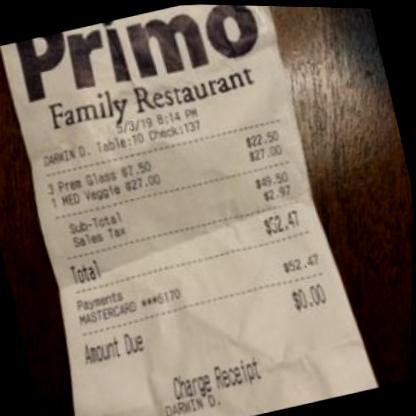 Primo
Family Restaurant
5/3/19 8:14 PM
DARWIN D. Table:10 Check:137
3 Prem Glass @7.50 $22.50
1 MED Veggie @27.00 $27.00
Sub-Total $49.50
Sales Tax $2.97
Total $52.47
Payments
MASTERCARD ***6170 $52.47
Amount Due $0.00
Charge Receipt
DARWIN D.